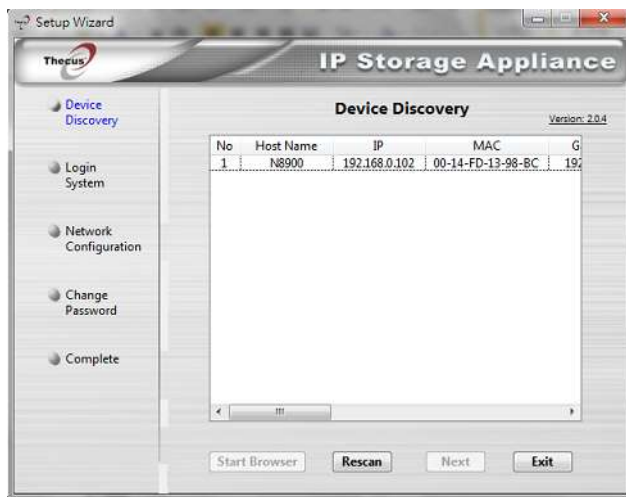 Setup Wizard
Thecus
IP Storage Appliance
Device
Discovery
Login
System
Network
Configuration
Change
Password
Complete
Device Discovery
Version: 2.0.4
No Host Name IP MAC G
1 N8900 192.168.0.102 00-14-FD-13-98-BC 192
Start Browser Rescan Next Exit